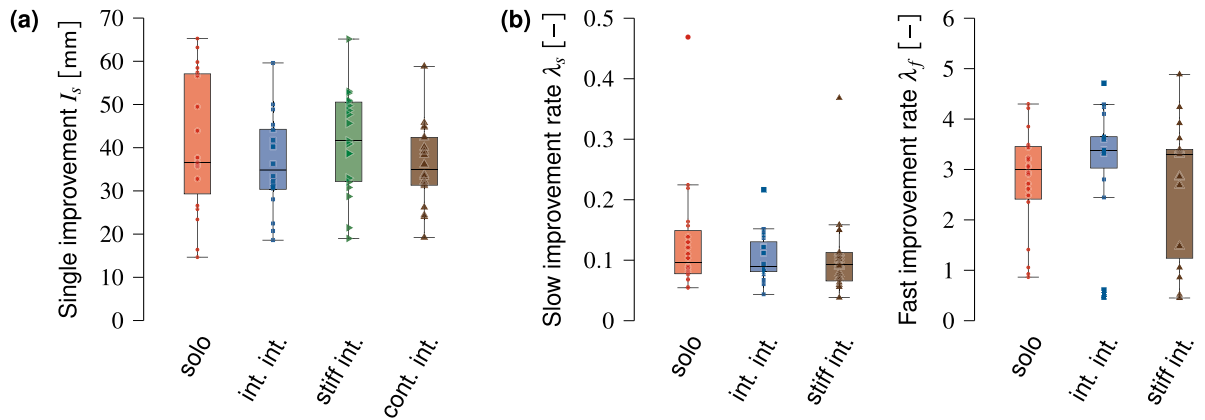 (a)
Single improvement I_s [mm]
70
60
50
40
30
20
10
0
solo
int. int.
stiff int.
cont. int.
(b)
Slow improvement rate λ_s [−]
0.5
0.4
0.3
0.2
0.1
0
solo
int. int.
stiff int.
Fast improvement rate λ_f [−]
6
5
4
3
2
1
0
solo
int. int.
stiff int.